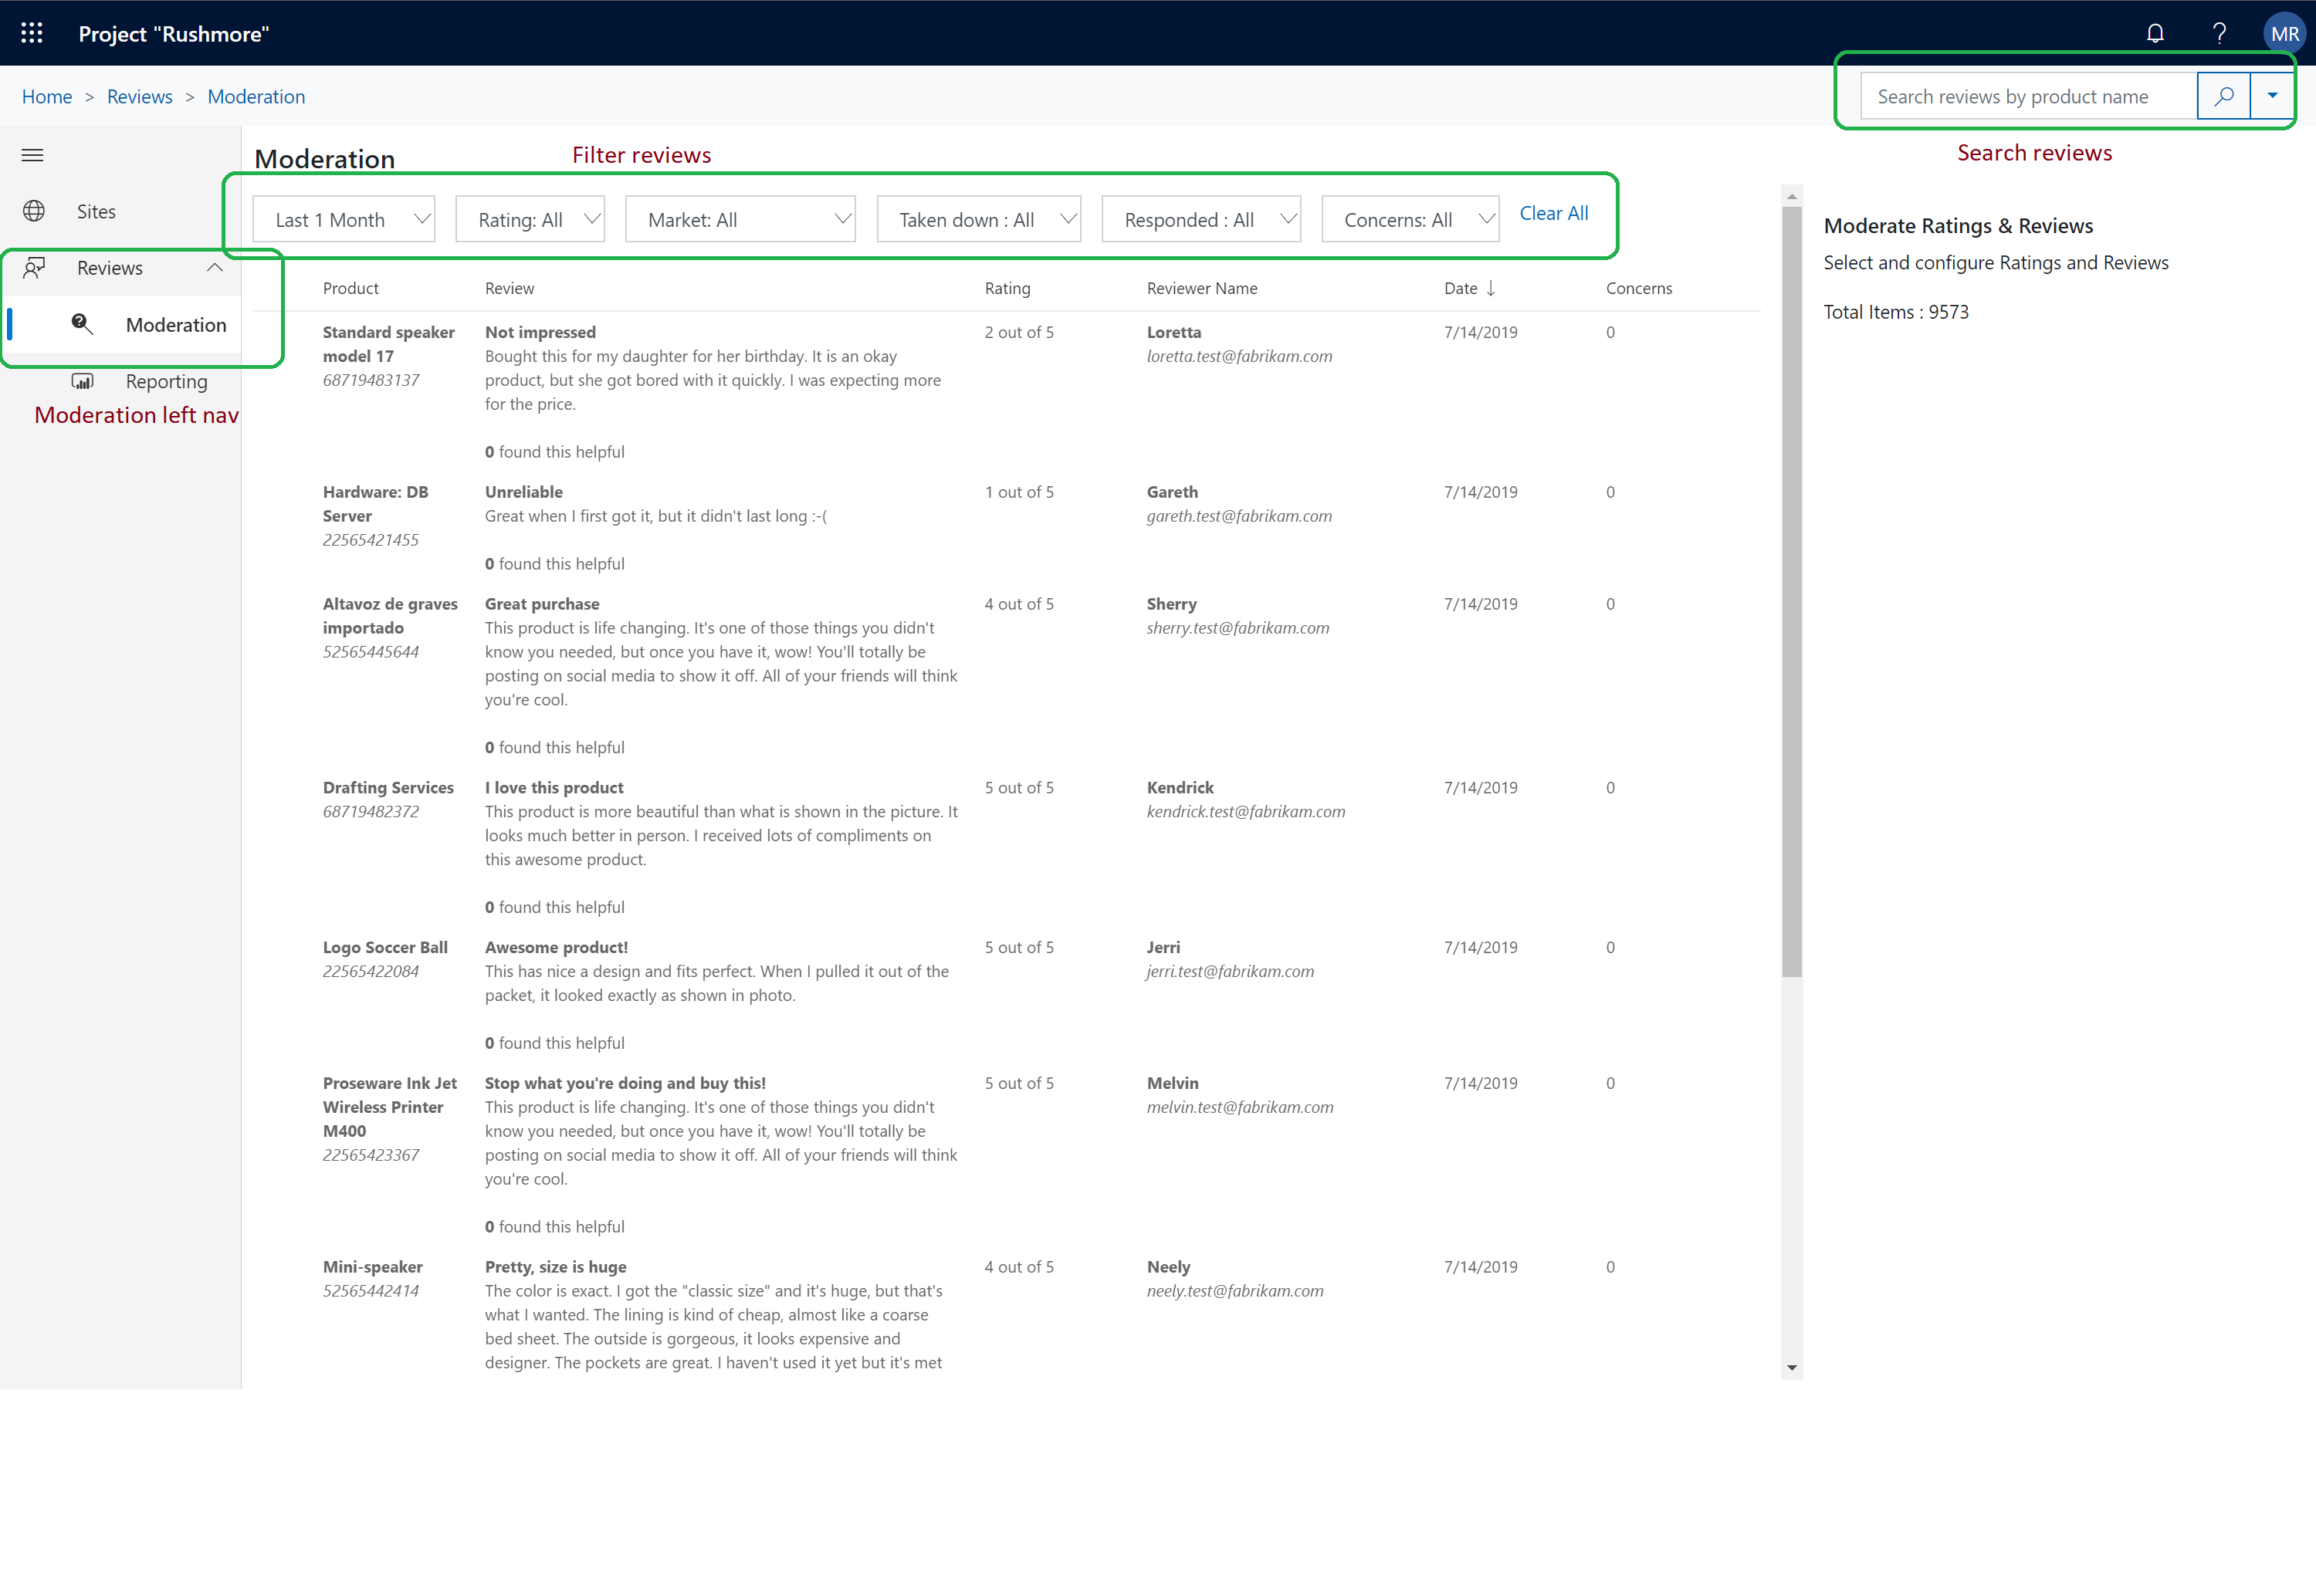 Project "Rushmore"
MR
Home > Reviews > Moderation
Search reviews by product name
Search reviews
Sites
Reviews
Moderation
Reporting
Moderation left nav
Moderation
Filter reviews
Last 1 Month
Rating: All
Market: All
Taken down : All
Responded : All
Concerns: All
Clear All
Product Review Rating Reviewer Name Date ↓ Concerns
Standard speaker
model 17
68719483137
Not impressed
Bought this for my daughter for her birthday. It is an okay
product, but she got bored with it quickly. I was expecting more
for the price.
0 found this helpful
2 out of 5
Loretta
loretta.test@fabrikam.com
7/14/2019
0
Hardware: DB
Server
22565421455
Unreliable
Great when I first got it, but it didn't last long :-(
0 found this helpful
1 out of 5
Gareth
gareth.test@fabrikam.com
7/14/2019
0
Altavoz de graves
importado
52565445644
Great purchase
This product is life changing. It's one of those things you didn't
know you needed, but once you have it, wow! You'll totally be
posting on social media to show it off. All of your friends will think
you're cool.
0 found this helpful
4 out of 5
Sherry
sherry.test@fabrikam.com
7/14/2019
0
Drafting Services
68719482372
I love this product
This product is more beautiful than what is shown in the picture. It
looks much better in person. I received lots of compliments on
this awesome product.
0 found this helpful
5 out of 5
Kendrick
kendrick.test@fabrikam.com
7/14/2019
0
Logo Soccer Ball
22565422084
Awesome product!
This has nice a design and fits perfect. When I pulled it out of the
packet, it looked exactly as shown in photo.
0 found this helpful
5 out of 5
Jerri
jerri.test@fabrikam.com
7/14/2019
0
Proseware Ink Jet
Wireless Printer
M400
22565423367
Stop what you're doing and buy this!
This product is life changing. It's one of those things you didn't
know you needed, but once you have it, wow! You'll totally be
posting on social media to show it off. All of your friends will think
you're cool.
0 found this helpful
5 out of 5
Melvin
melvin.test@fabrikam.com
7/14/2019
0
Mini-speaker
52565442414
Pretty, size is huge
The color is exact. I got the "classic size" and it's huge, but that's
what I wanted. The lining is kind of cheap, almost like a coarse
bed sheet. The outside is gorgeous, it looks expensive and
designer. The pockets are great. I haven't used it yet but it's met
4 out of 5
Neely
neely.test@fabrikam.com
7/14/2019
0
Moderate Ratings & Reviews
Select and configure Ratings and Reviews
Total Items : 9573